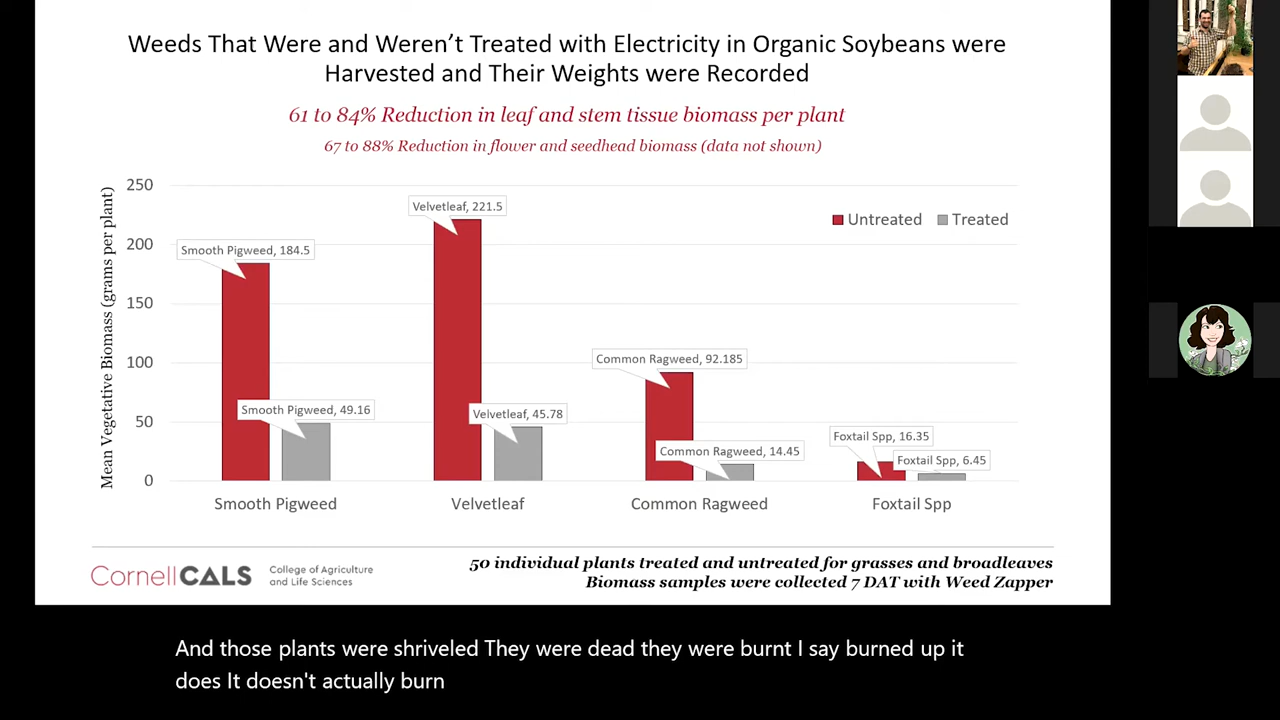 Weeds That Were and Weren’t Treated with Electricity in Organic Soybeans were
Harvested and Their Weights were Recorded
61 to 84% Reduction in leaf and stem tissue biomass per plant
67 to 88% Reduction in flower and seedhead biomass (data not shown)
Mean Vegetative Biomass (grams per plant)
250
200
150
100
50
0
Untreated
Treated
Smooth Pigweed, 184.5
Smooth Pigweed, 49.16
Velvetleaf, 221.5
Velvetleaf, 45.78
Common Ragweed, 92.185
Common Ragweed, 14.45
Foxtail Spp, 16.35
Foxtail Spp, 6.45
Smooth Pigweed
Velvetleaf
Common Ragweed
Foxtail Spp
CornellCALS
College of Agriculture
and Life Sciences
50 individual plants treated and untreated for grasses and broadleaves
Biomass samples were collected 7 DAT with Weed Zapper
And those plants were shriveled They were dead they were burnt I say burned up it
does It doesn't actually burn